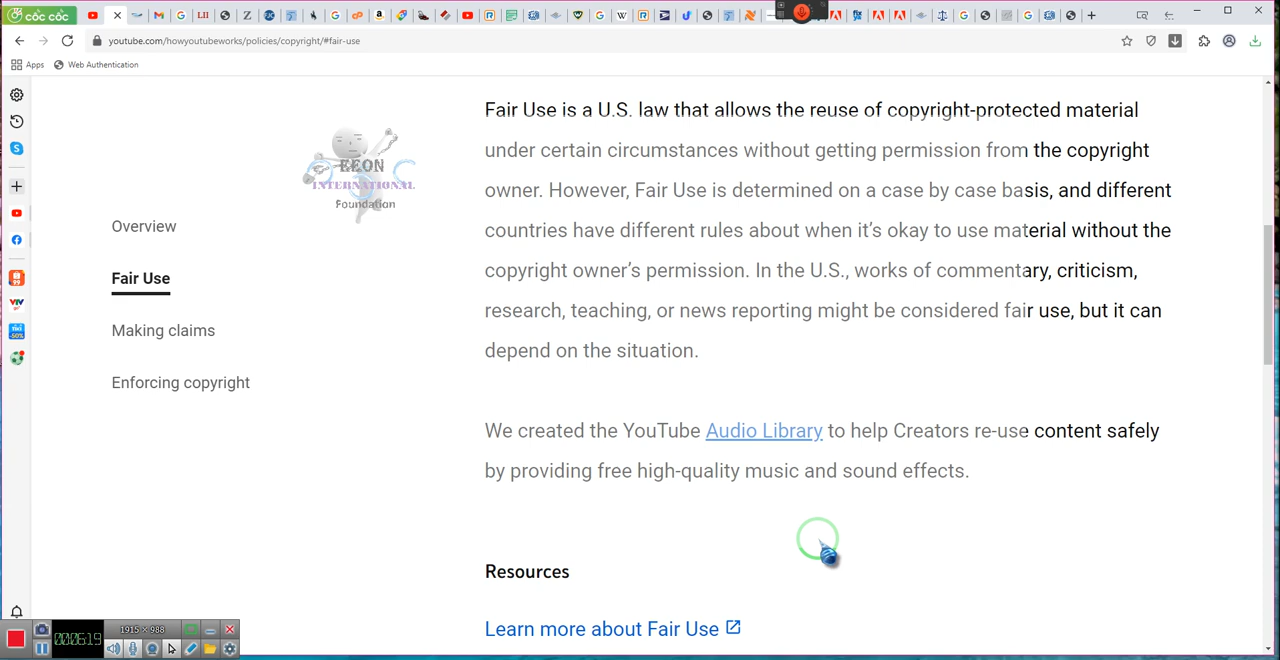 cốc cốc
LII
Z
W
youtube.com/howyoutubeworks/policies/copyright/#fair-use
Apps
Web Authentication
EEON
INTERNATIONAL
Foundation
Overview
Fair Use
Making claims
Enforcing copyright
Fair Use is a U.S. law that allows the reuse of copyright-protected material
under certain circumstances without getting permission from the copyright
owner. However, Fair Use is determined on a case by case basis, and different
countries have different rules about when it's okay to use material without the
copyright owner's permission. In the U.S., works of commentary, criticism,
research, teaching, or news reporting might be considered fair use, but it can
depend on the situation.
We created the YouTube Audio Library to help Creators re-use content safely
by providing free high-quality music and sound effects.
Resources
Learn more about Fair Use
000619
1915 × 988